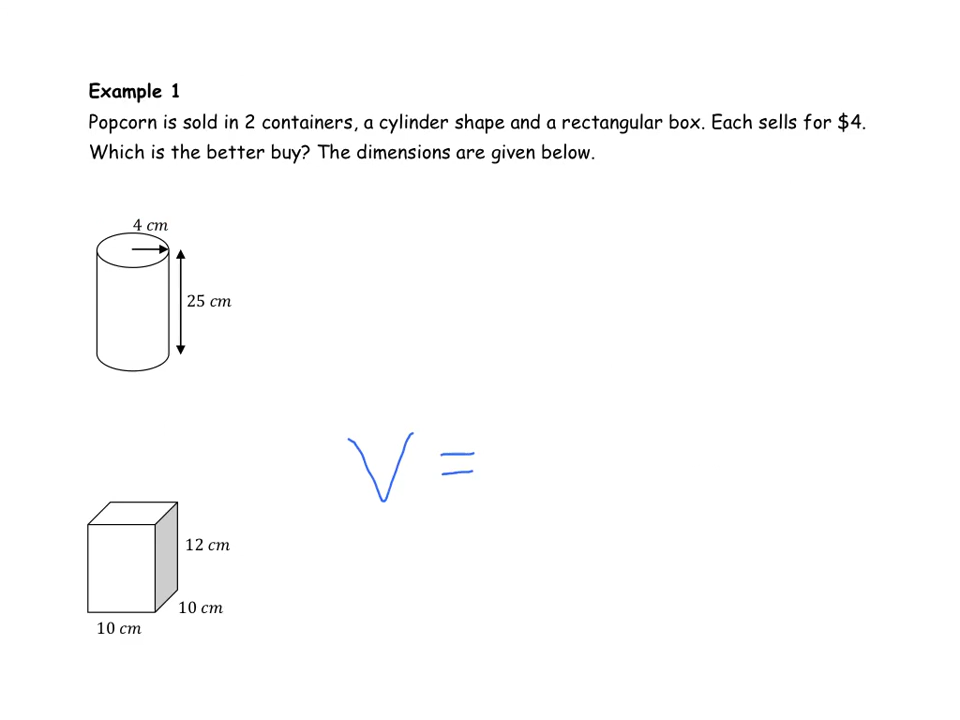 Example 1
Popcorn is sold in 2 containers, a cylinder shape and a rectangular box. Each sells for $4.
Which is the better buy? The dimensions are given below.
4 cm
25 cm
V =
12 cm
10 cm
10 cm